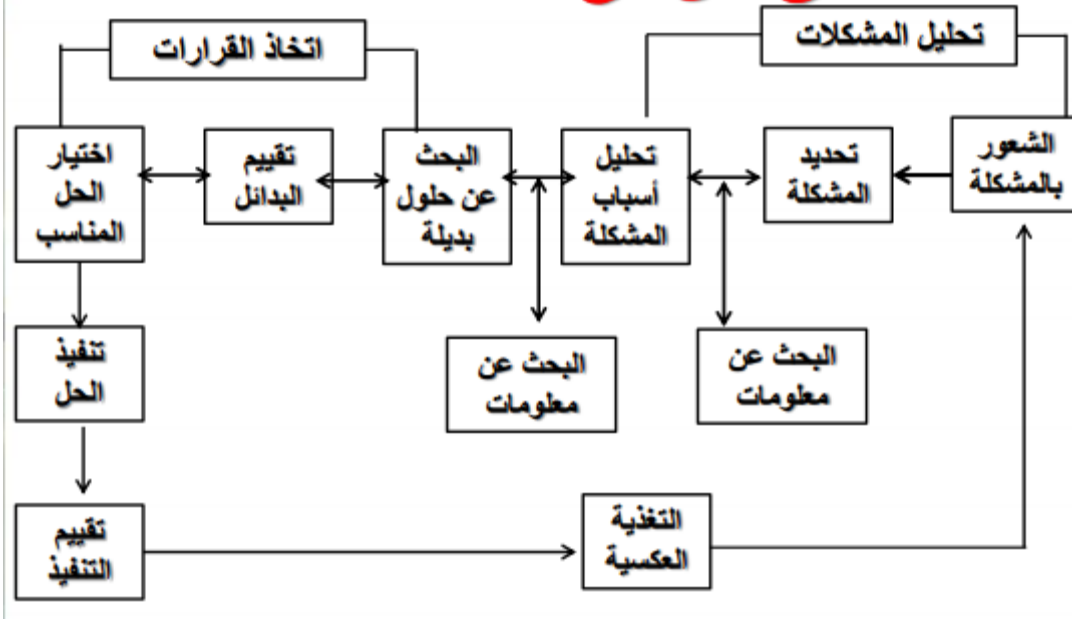 تحليل المشكلات
اتخاذ القرارات
الشعور
بالمشكلة
تحديد
المشكلة
تحليل
أسباب
المشكلة
البحث
عن حلول
بديلة
تقييم
البدائل
اختيار
الحل
المناسب
البحث عن
معلومات
البحث عن
معلومات
تنفيذ
الحل
تقييم
التنفيذ
التغذية
العكسية